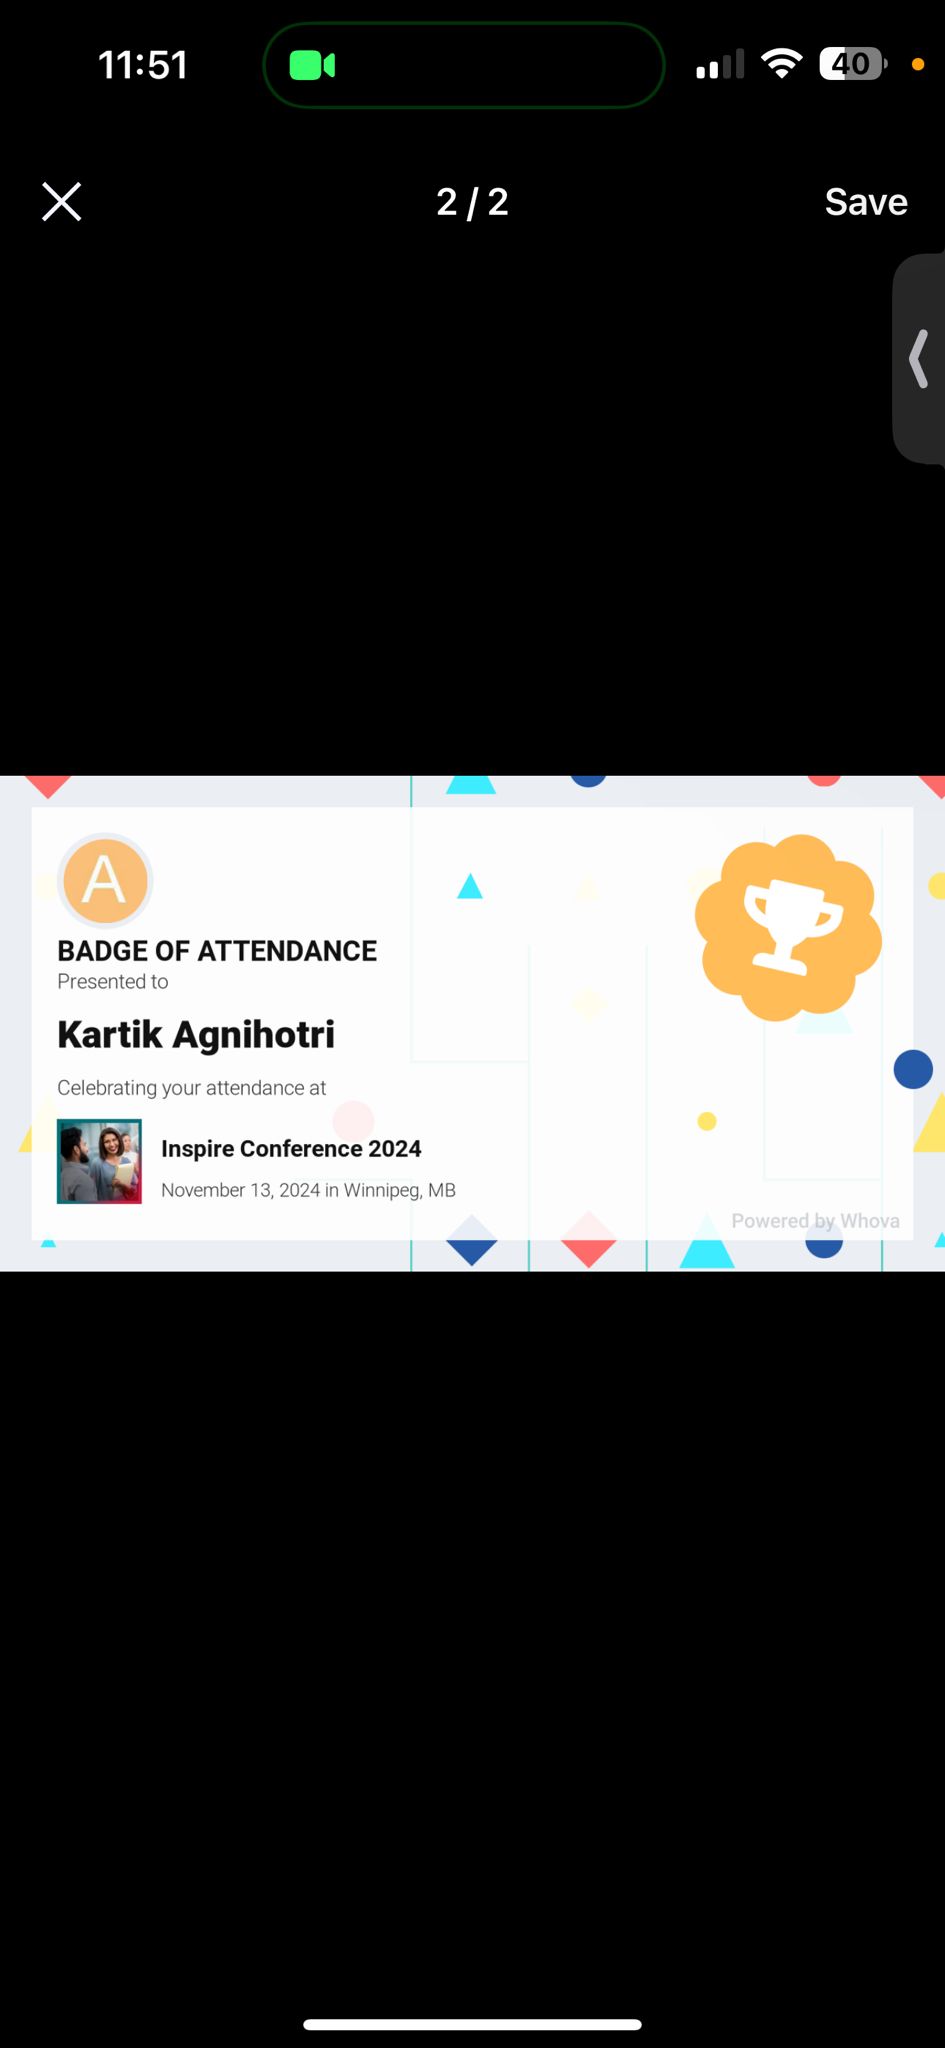 11:51
40
2 / 2
Save
A
BADGE OF ATTENDANCE
Presented to
Kartik Agnihotri
Celebrating your attendance at
Inspire Conference 2024
November 13, 2024 in Winnipeg, MB
Powered by Whova